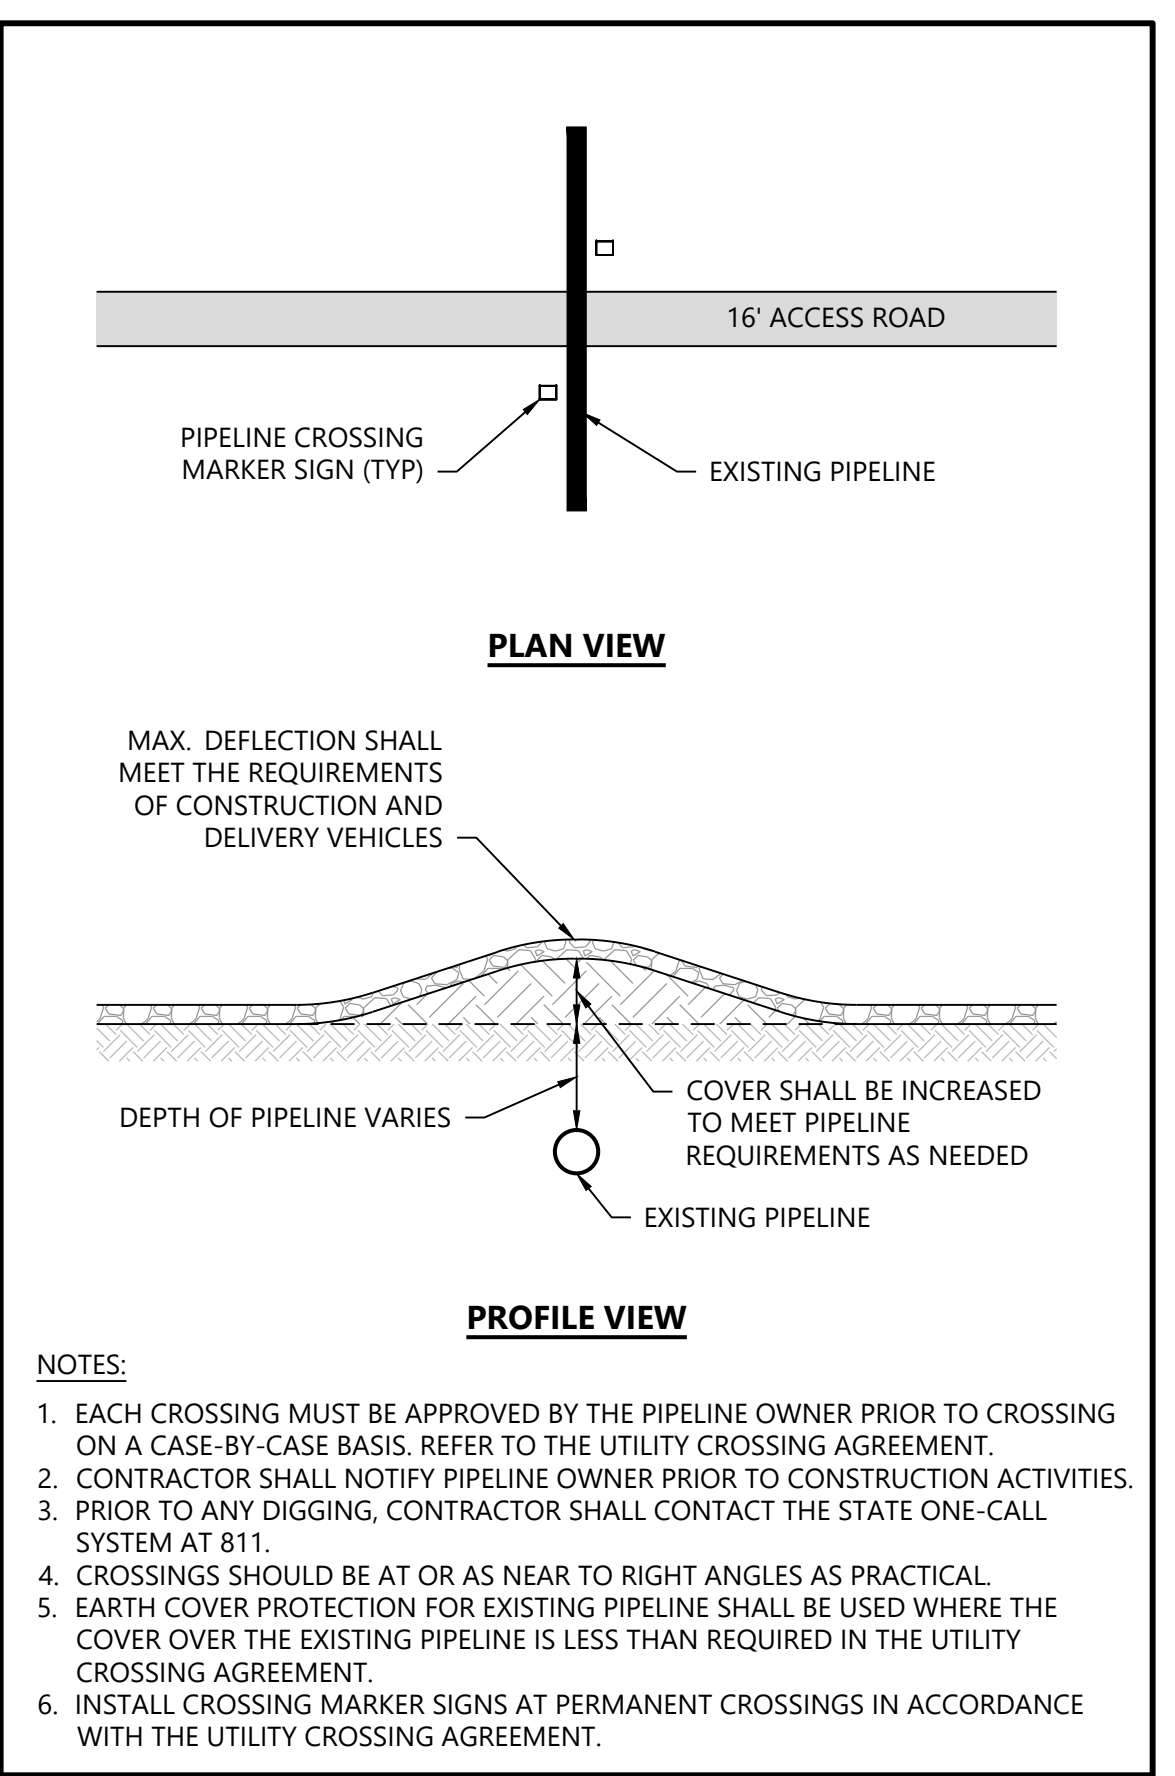 16' ACCESS ROAD
PIPELINE CROSSING
MARKER SIGN (TYP)
EXISTING PIPELINE
PLAN VIEW
MAX. DEFLECTION SHALL
MEET THE REQUIREMENTS
OF CONSTRUCTION AND
DELIVERY VEHICLES
DEPTH OF PIPELINE VARIES
COVER SHALL BE INCREASED
TO MEET PIPELINE
REQUIREMENTS AS NEEDED
EXISTING PIPELINE
PROFILE VIEW
NOTES:
1. EACH CROSSING MUST BE APPROVED BY THE PIPELINE OWNER PRIOR TO CROSSING
ON A CASE-BY-CASE BASIS. REFER TO THE UTILITY CROSSING AGREEMENT.
2. CONTRACTOR SHALL NOTIFY PIPELINE OWNER PRIOR TO CONSTRUCTION ACTIVITIES.
3. PRIOR TO ANY DIGGING, CONTRACTOR SHALL CONTACT THE STATE ONE-CALL
SYSTEM AT 811.
4. CROSSINGS SHOULD BE AT OR AS NEAR TO RIGHT ANGLES AS PRACTICAL.
5. EARTH COVER PROTECTION FOR EXISTING PIPELINE SHALL BE USED WHERE THE
COVER OVER THE EXISTING PIPELINE IS LESS THAN REQUIRED IN THE UTILITY
CROSSING AGREEMENT.
6. INSTALL CROSSING MARKER SIGNS AT PERMANENT CROSSINGS IN ACCORDANCE
WITH THE UTILITY CROSSING AGREEMENT.